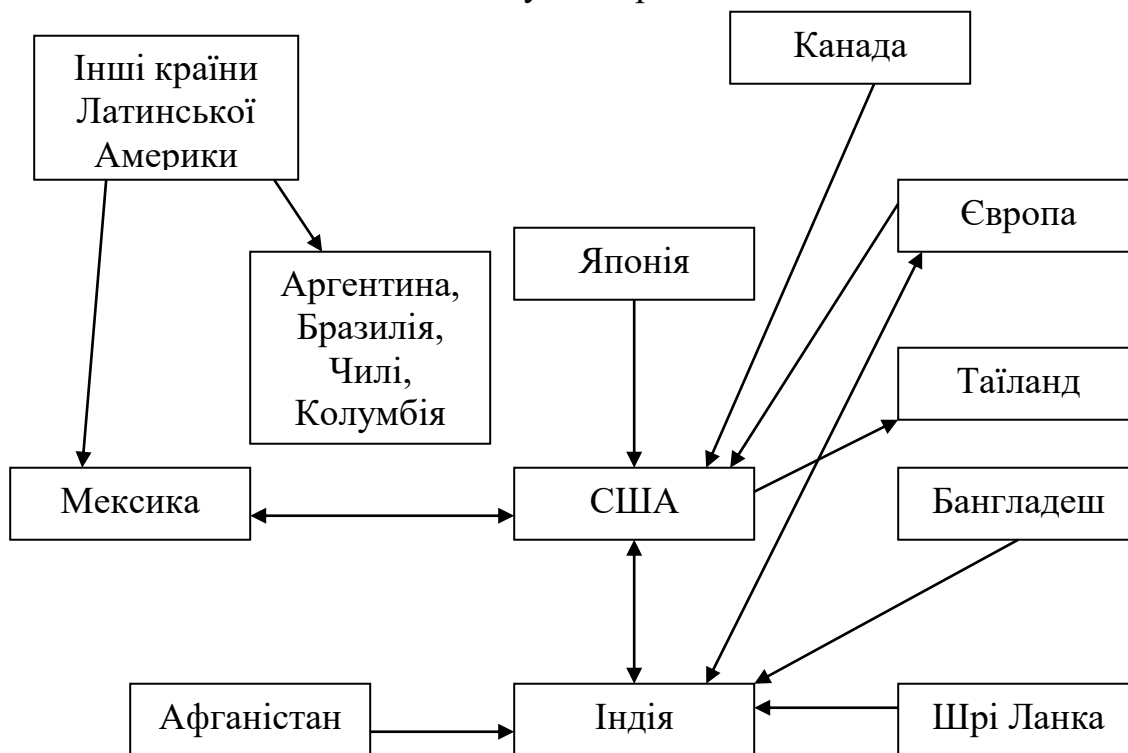 Канада
Інші країни
Латинської
Америки
Європа
Японія
Аргентина,
Бразилія,
Чилі,
Колумбія
Таїланд
Мексика
США
Бангладеш
Афганістан
Індія
Шрі Ланка